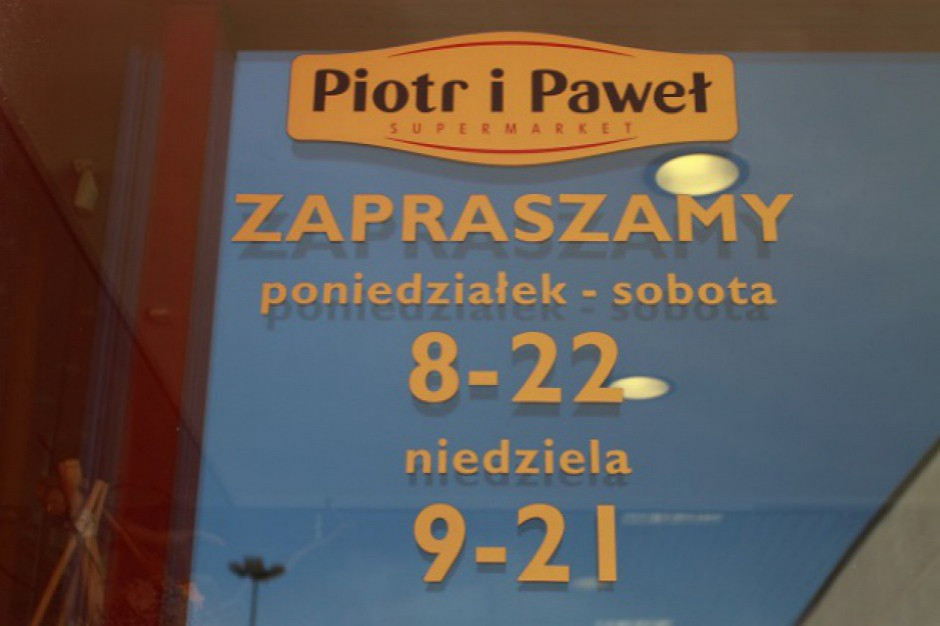 Piotr i Paweł
SUPERMARKET
ZAPRASZAMY
poniedziałek - sobota
8-22
niedziela
9-21